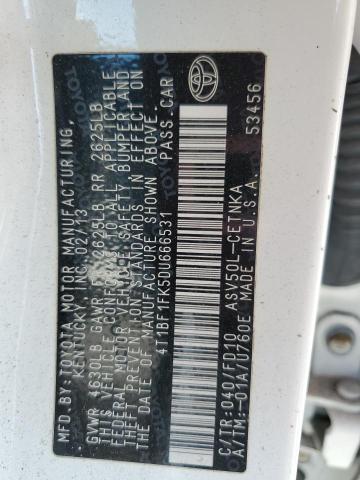 MFD.BY:TOYOTA MOTOR MANUFACTURING,
KENTUCKY, INC. 02/13
GVWR 4630LB GAWR FR 2625LB RR 2625LB
THIS VEHICLE CONFORMS TO ALL APPLICABLE
FEDERAL MOTOR VEHICLE SAFETY BUMPER,AND
THEFT PREVENTION STANDARDS IN EFFECT ON
THE DATE OF MANUFACTURE SHOWN ABOVE.
4T1BF1FK5DU666531 PASS.CAR
C/TR:040/FD10 ASV50L-CETNKA
A/TM:-01A/U760E MADE IN U.S.A. 53456